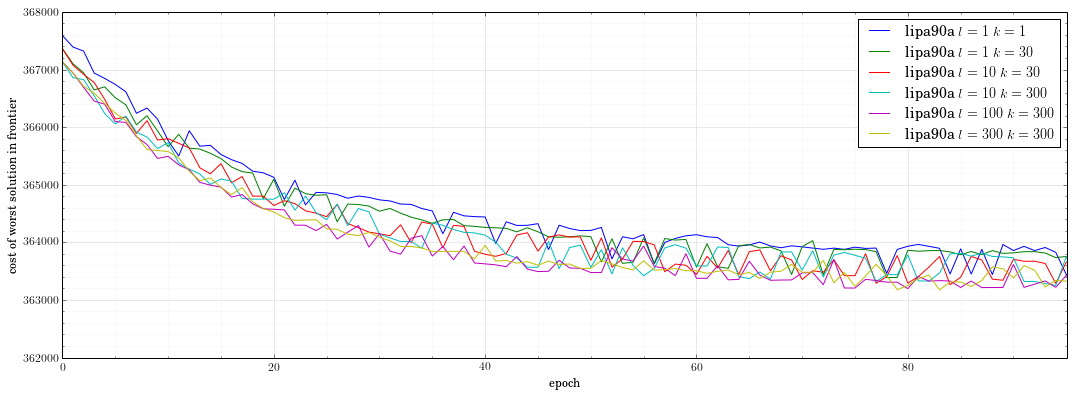 368000
367000
366000
365000
364000
363000
362000
cost of worst solution in frontier
0
20
40
60
80
epoch
lipa90a l = 1 k = 1
lipa90a l = 1 k = 30
lipa90a l = 10 k = 30
lipa90a l = 10 k = 300
lipa90a l = 100 k = 300
lipa90a l = 300 k = 300